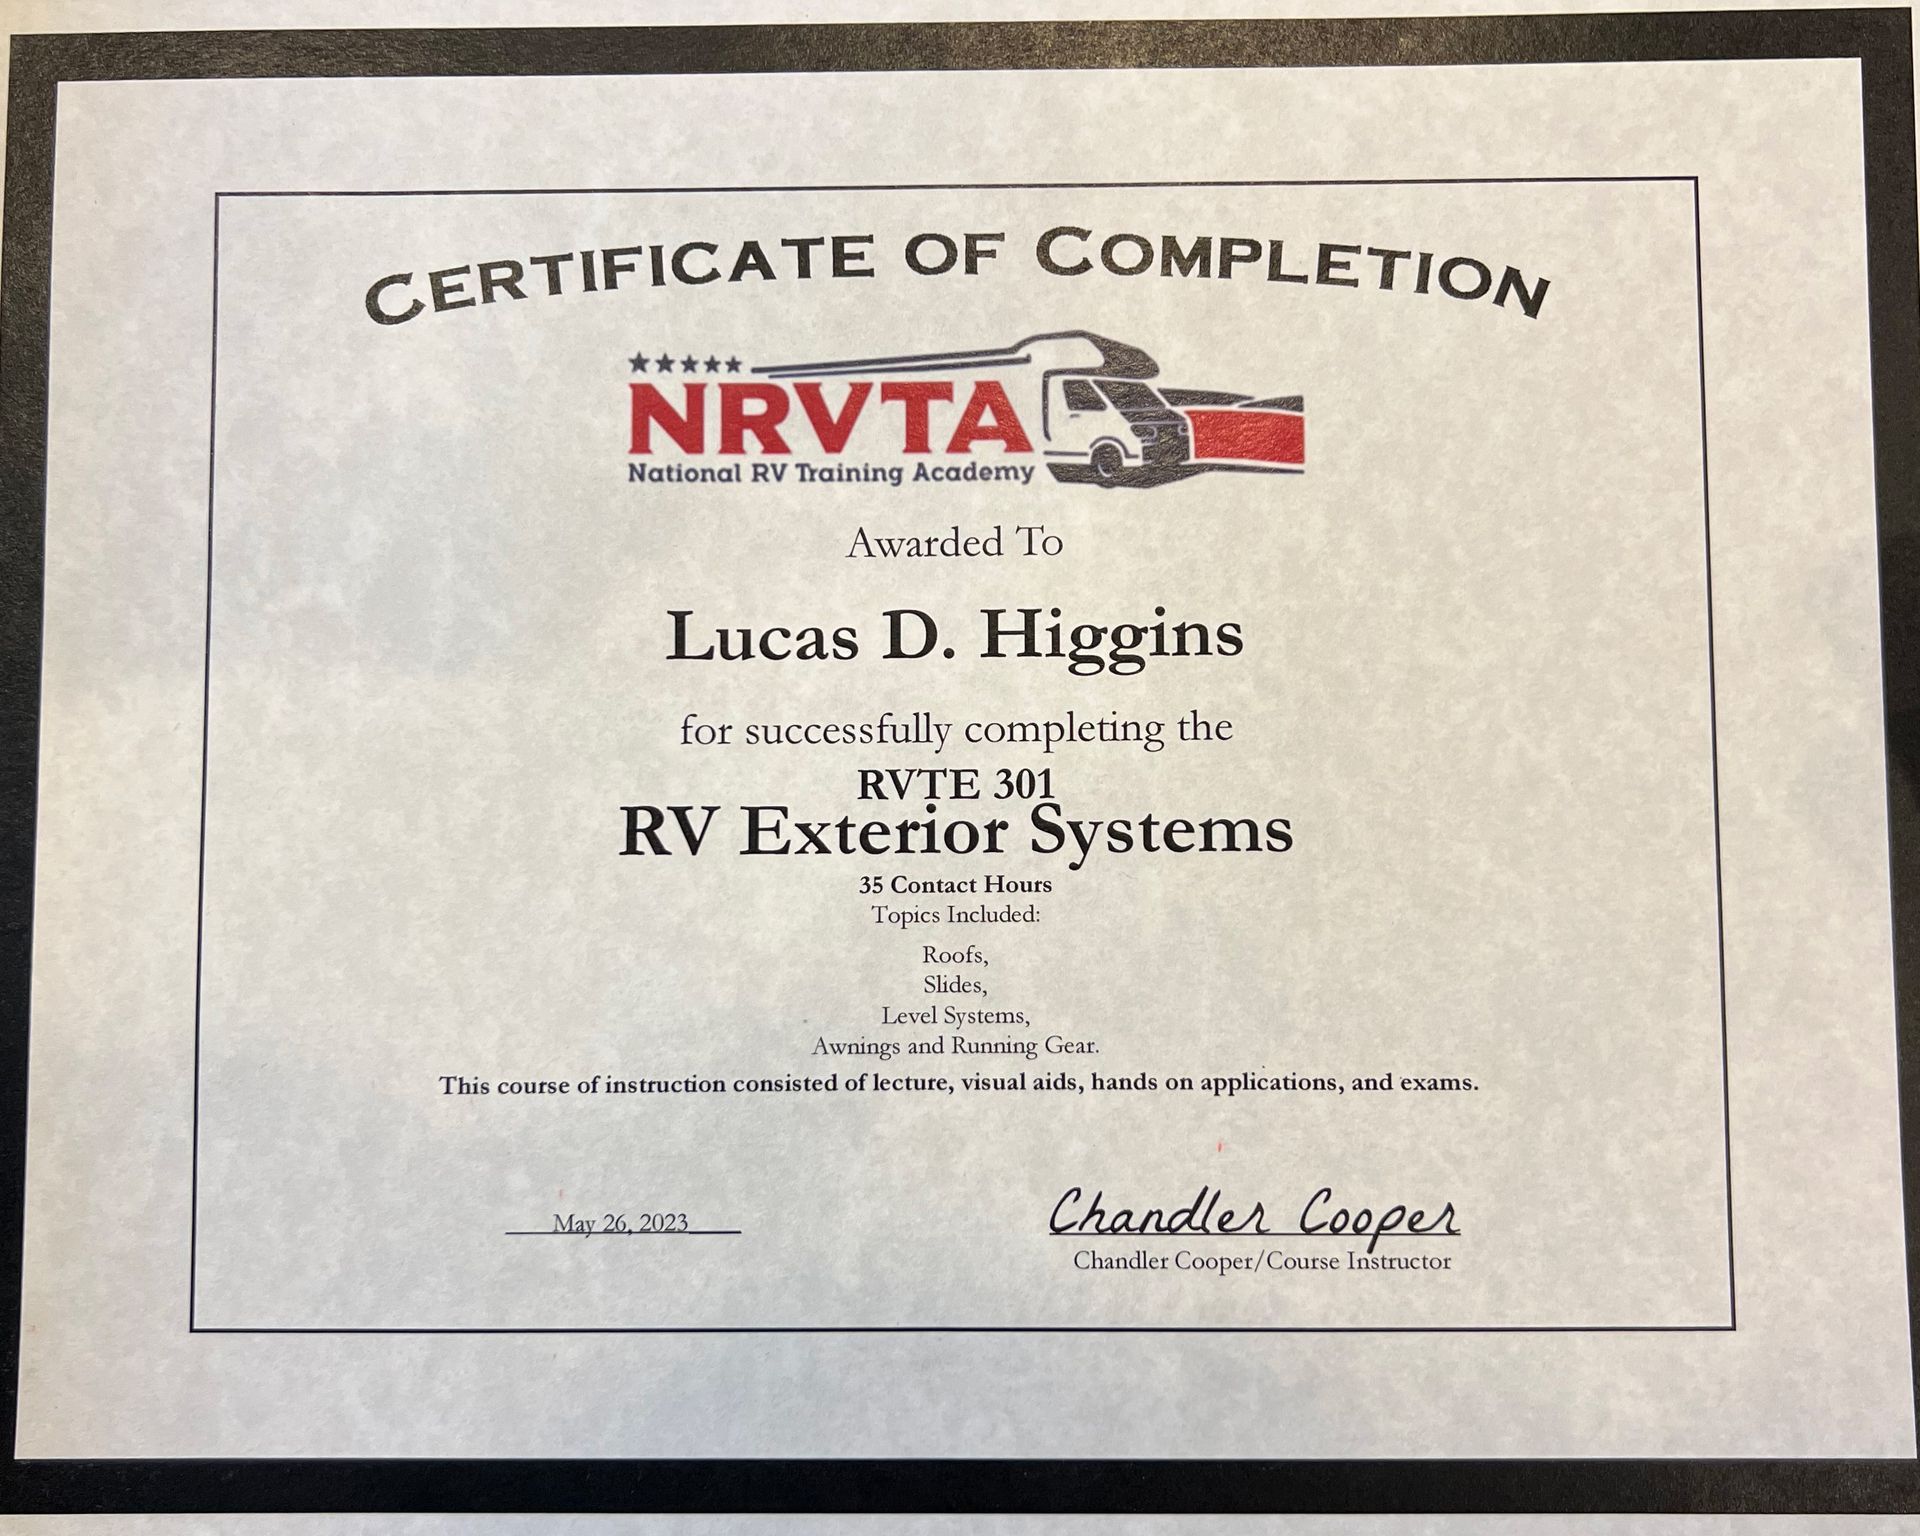 CERTIFICATE OF COMPLETION
NRVTA
National RV Training Academy
Awarded To
Lucas D. Higgins
for successfully completing the
RVTE 301
RV Exterior Systems
35 Contact Hours
Topics Included:
Roofs,
Slides,
Level Systems,
Awnings and Running Gear.
This course of instruction consisted of lecture, visual aids, hands on applications, and exams.
May 26, 2023
Chandler Cooper
Chandler Cooper/Course Instructor